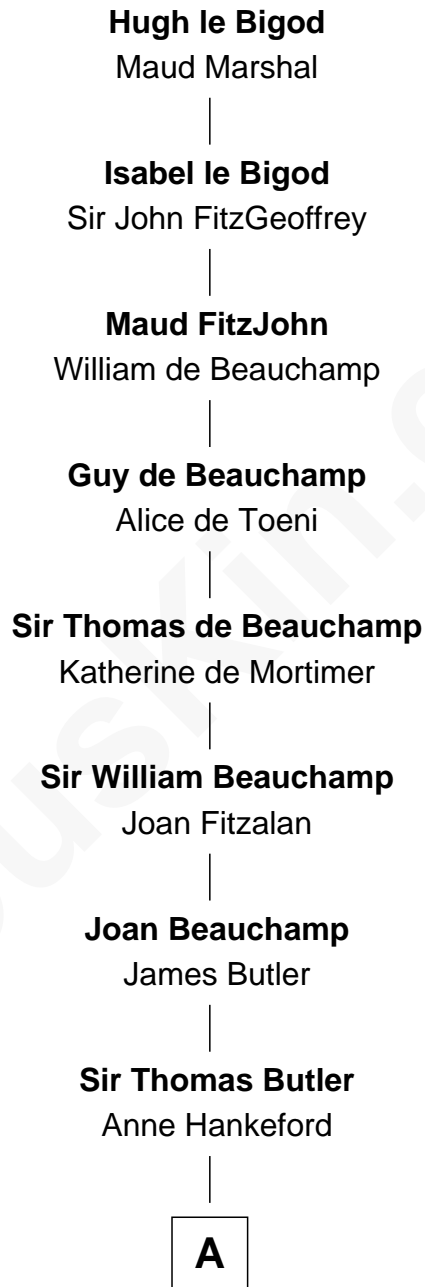 Hugh le Bigod
Maud Marshal
Isabel le Bigod
Sir John FitzGeoffrey
Maud FitzJohn
William de Beauchamp
Guy de Beauchamp
Alice de Toeni
Sir Thomas de Beauchamp
Katherine de Mortimer
Sir William Beauchamp
Joan Fitzalan
Joan Beauchamp
James Butler
Sir Thomas Butler
Anne Hankeford
A